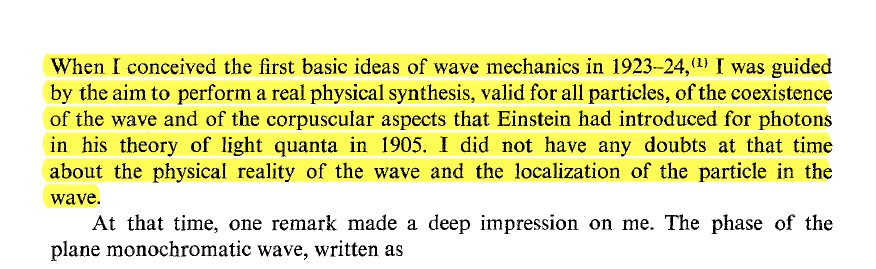 When I conceived the first basic ideas of wave mechanics in 1923–24,(1) I was guided
by the aim to perform a real physical synthesis, valid for all particles, of the coexistence
of the wave and of the corpuscular aspects that Einstein had introduced for photons
in his theory of light quanta in 1905. I did not have any doubts at that time
about the physical reality of the wave and the localization of the particle in the
wave.
At that time, one remark made a deep impression on me. The phase of the
plane monochromatic wave, written as